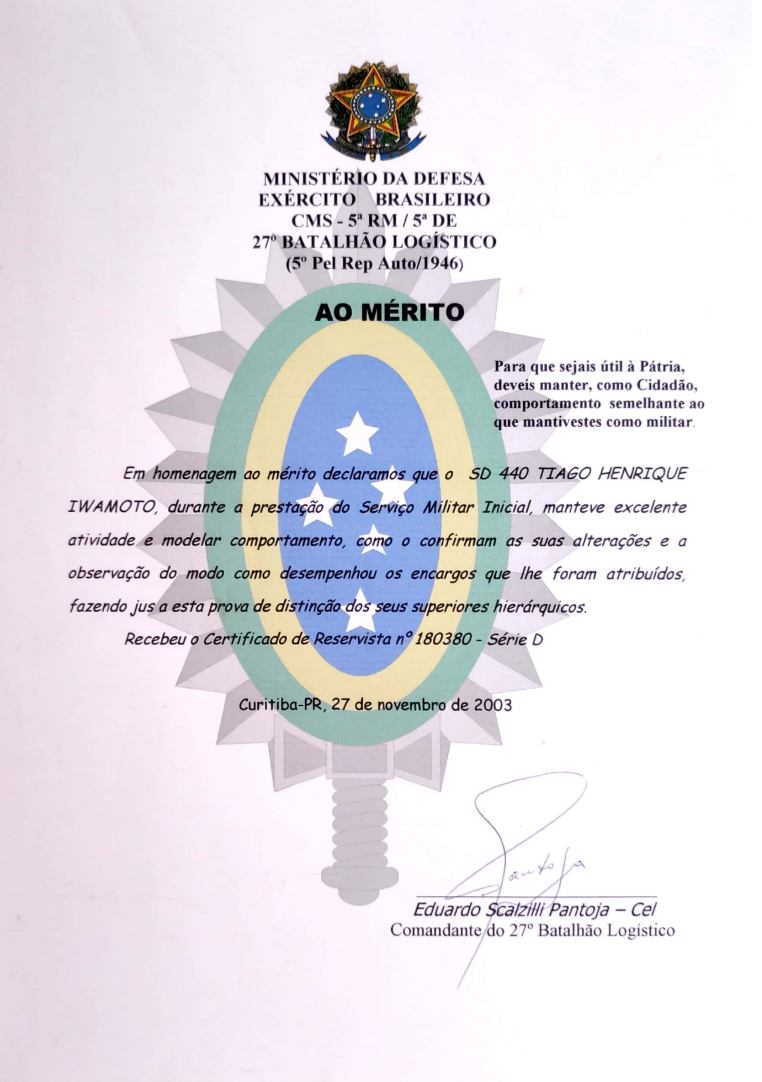 MINISTÉRIO DA DEFESA
EXÉRCITO BRASILEIRO
CMS - 5ª RM / 5ª DE
27º BATALHÃO LOGÍSTICO
(5º Pel Rep Auto/1946)
AO MÉRITO
Para que sejais útil à Pátria,
deveis manter, como Cidadão,
comportamento semelhante ao
que mantivestes como militar.
Em homenagem ao mérito declaramos que o SD 440 TIAGO HENRIQUE
IWAMOTO, durante a prestação do Serviço Militar Inicial, manteve excelente
atividade e modelar comportamento, como o confirmam as suas alterações e a
observação do modo como desempenhou os encargos que lhe foram atribuídos,
fazendo jus a esta prova de distinção dos seus superiores hierárquicos.
Recebeu o Certificado de Reservista nº 180380 - Série D
Curitiba-PR, 27 de novembro de 2003
Pantoja
Eduardo Scalzilli Pantoja – Cel
Comandante do 27º Batalhão Logístico